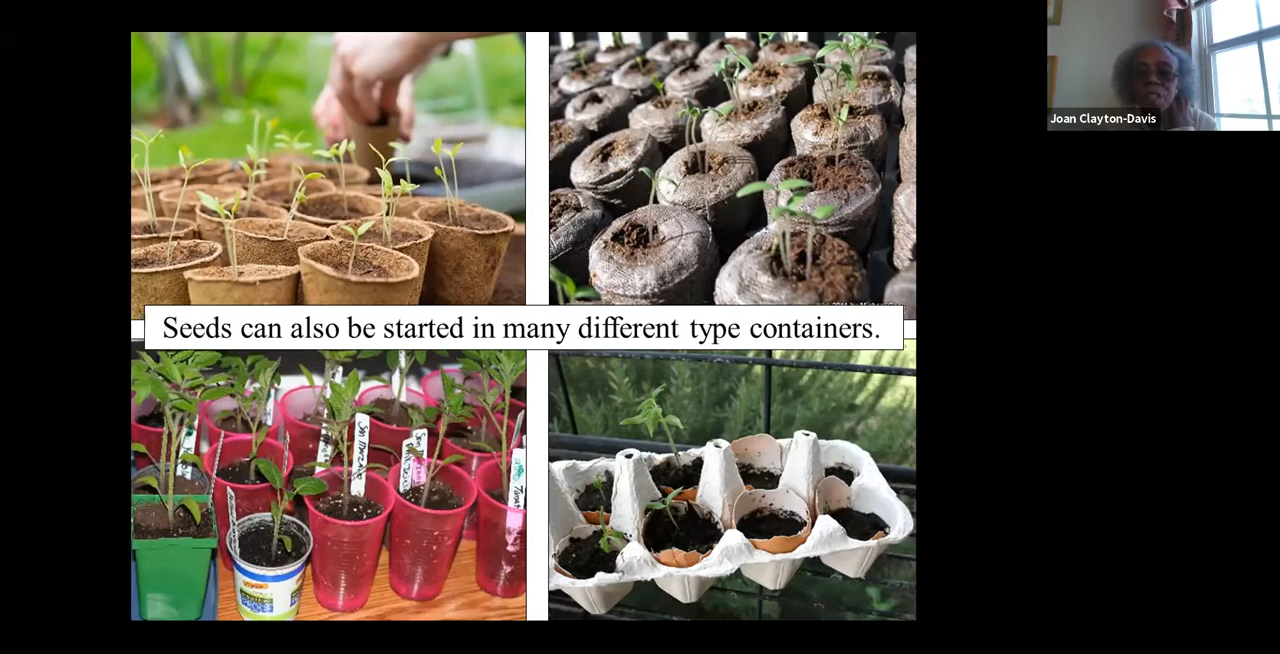 Joan Clayton-Davis
Seeds can also be started in many different type containers.